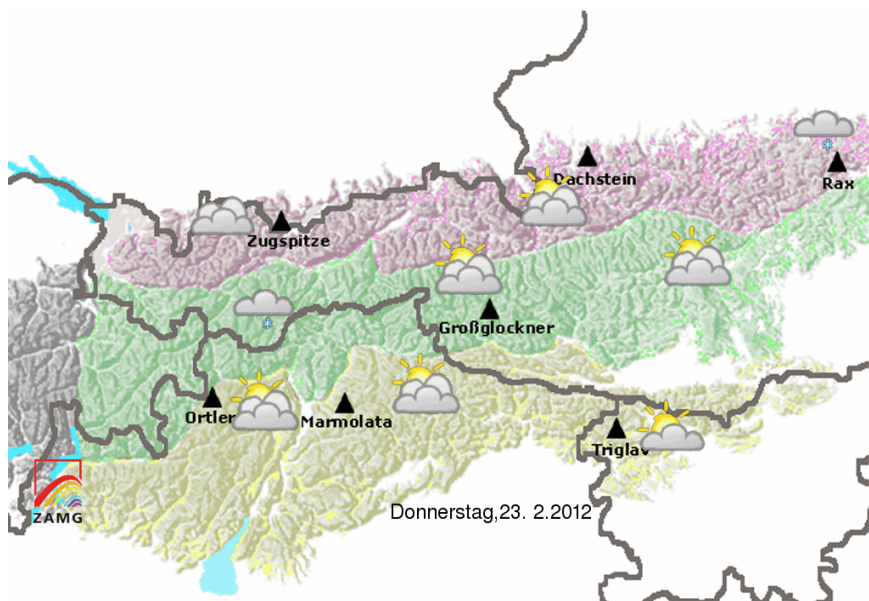 Dachstein
Rax
Zugspitze
Großglockner
Ortler
Marmolata
Triglav
ZAMG
Donnerstag,23. 2.2012